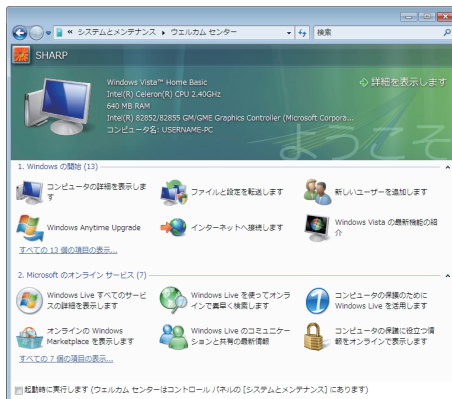 « システムとメンテナンス ▸ ウェルカム センター
検索
SHARP
Windows Vista™ Home Basic
詳細を表示します
Intel(R) Celeron(R) CPU 2.40GHz
640 MB RAM
Intel(R) 82852/82855 GM/GME Graphics Controller (Microsoft Corpora...
コンピュータ名: USERNAME-PC
ようこそ
1. Windows の開始 (13)
コンピュータの詳細を表示しま
す
ファイルと設定を転送します
新しいユーザーを追加します
Windows Anytime Upgrade
インターネットへ接続します
Windows Vista の最新機能の紹
介
すべての 13 個の項目の表示...
2. Microsoft のオンライン サービス (7)
Windows Live すべてのサービ
スの詳細を表示します
Windows Live を使ってオンラ
インで素早く検索します
コンピュータの保護のために
Windows Live を活用します
オンラインの Windows
Marketplace を表示します
Windows Live のコミュニケー
ションと共有の最新情報
コンピュータの保護に役立つ情
報をオンラインで表示します
すべての 7 個の項目の表示...
起動時に実行します (ウェルカム センターはコントロール パネルの [システムとメンテナンス] にあります)